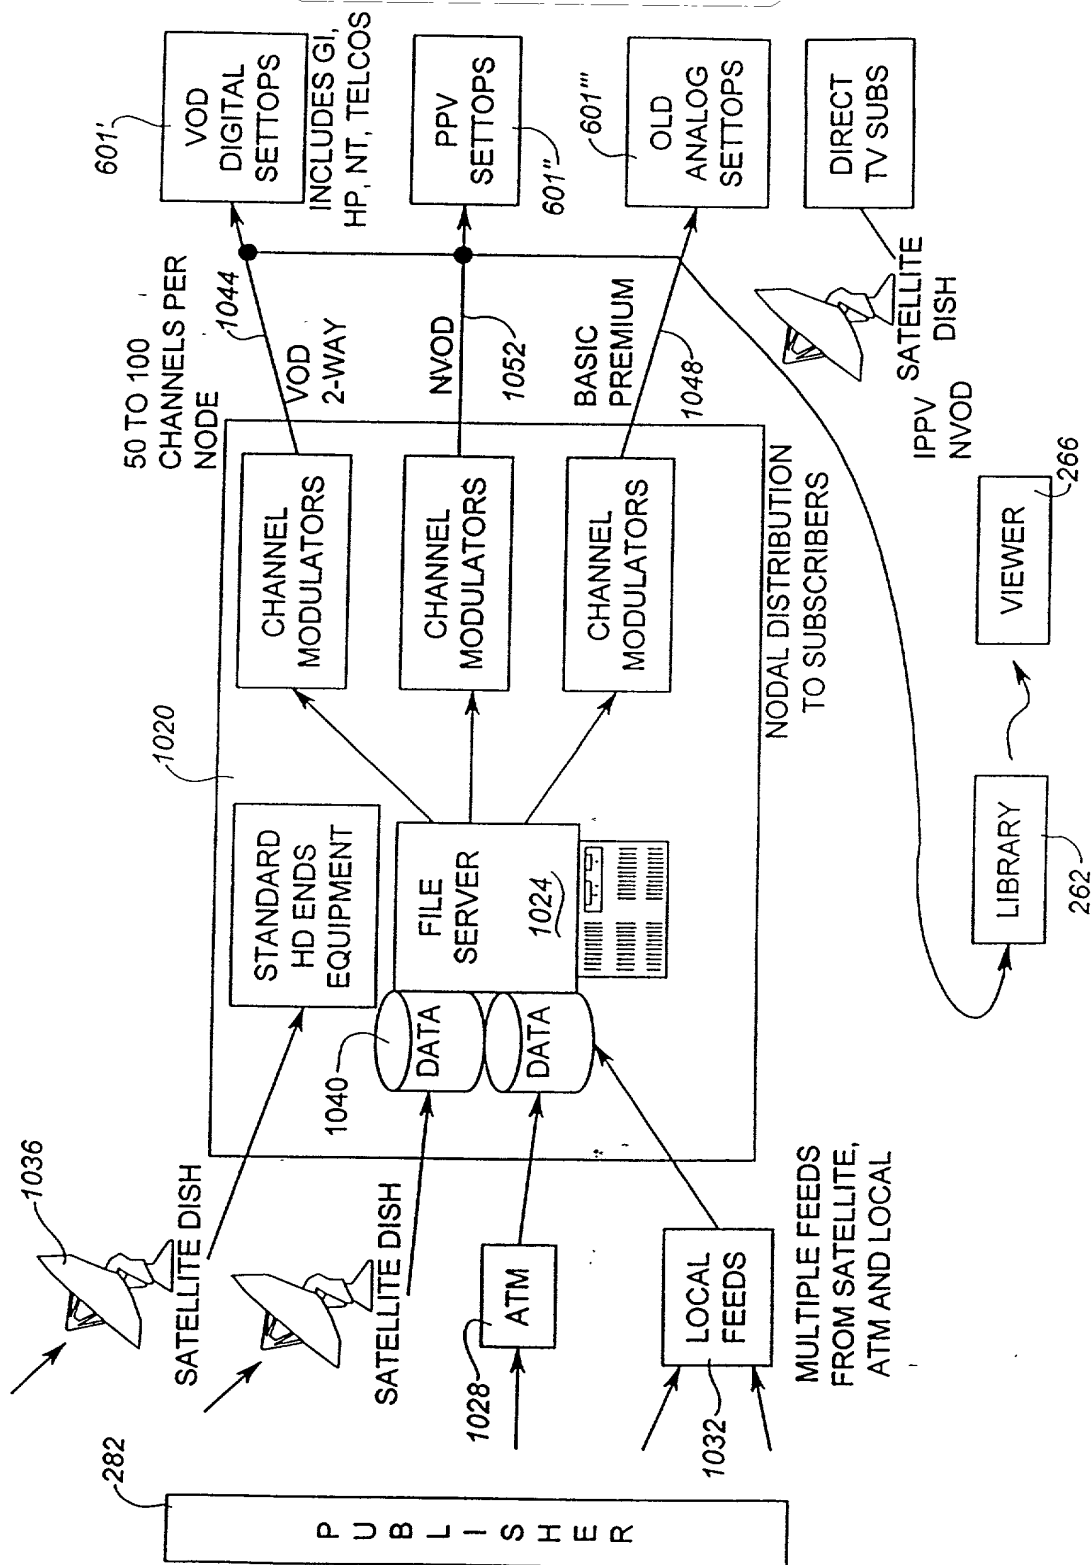 282
P U B L I S H E R
1036
SATELLITE DISH
SATELLITE DISH
1028
ATM
1032
LOCAL
FEEDS
MULTIPLE FEEDS
FROM SATELLITE,
ATM AND LOCAL
1020
STANDARD
HD ENDS
EQUIPMENT
1040
DATA
DATA
FILE
SERVER
1024
CHANNEL
MODULATORS
CHANNEL
MODULATORS
CHANNEL
MODULATORS
NODAL DISTRIBUTION
TO SUBSCRIBERS
50 TO 100
CHANNELS PER
NODE
1044
VOD
2-WAY
NVOD
1052
BASIC
PREMIUM
1048
601'
VOD
DIGITAL
SETTOPS
INCLUDES GI,
HP, NT, TELCOS
PPV
SETTOPS
601"
601'"
OLD
ANALOG
SETTOPS
DIRECT
TV SUBS
SATELLITE
DISH
IPPV
NVOD
LIBRARY
262
VIEWER
266